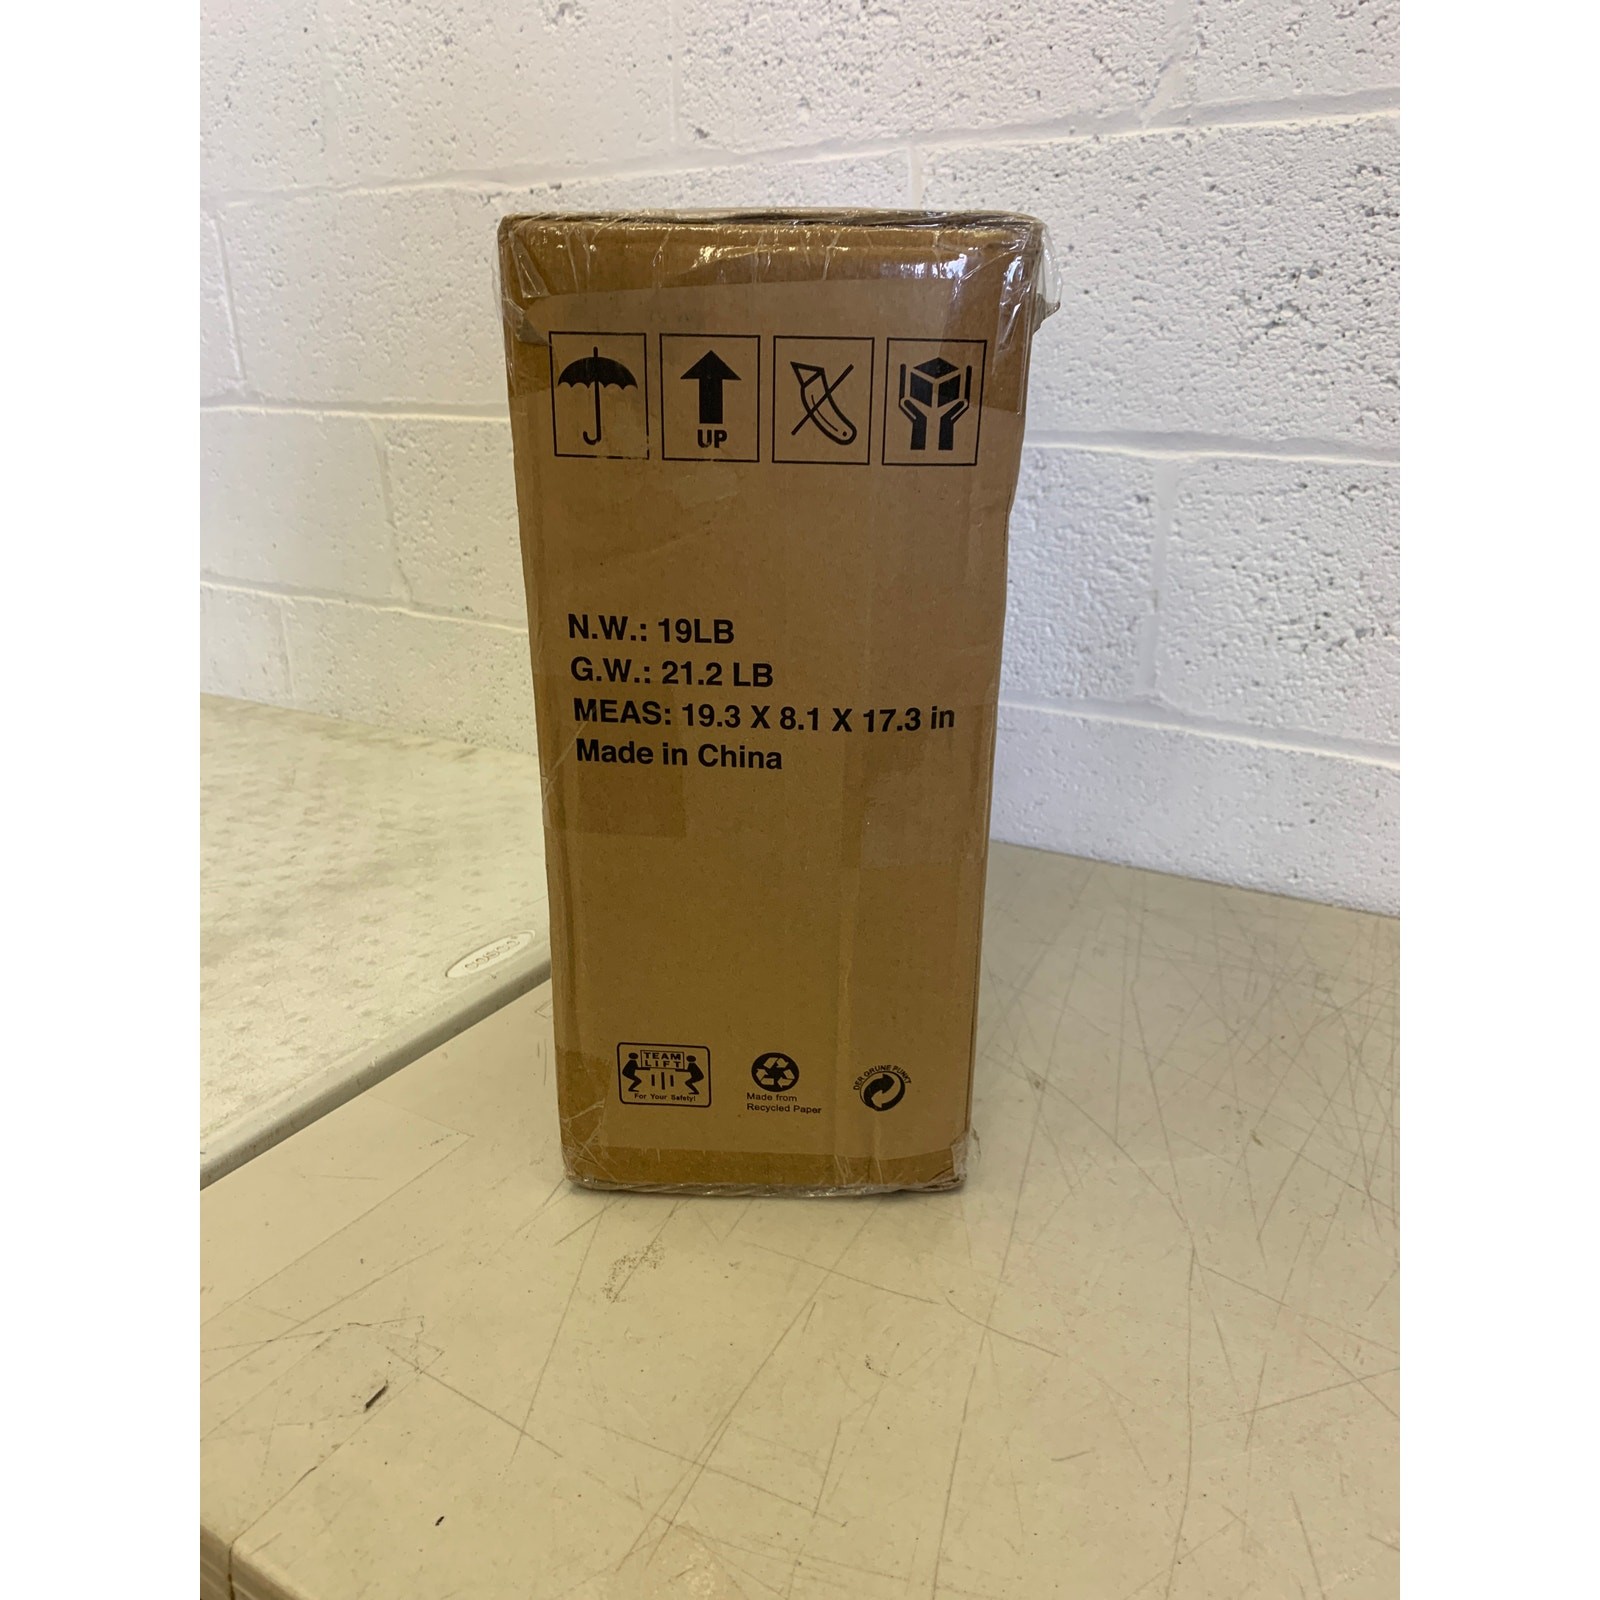 UP
N.W.: 19LB
G.W.: 21.2 LB
MEAS: 19.3 X 8.1 X 17.3 in
Made in China
COSCO
TEAM
LIFT
For Your Safety!
Made from
Recycled Paper
DER GRÜNE PUNKT